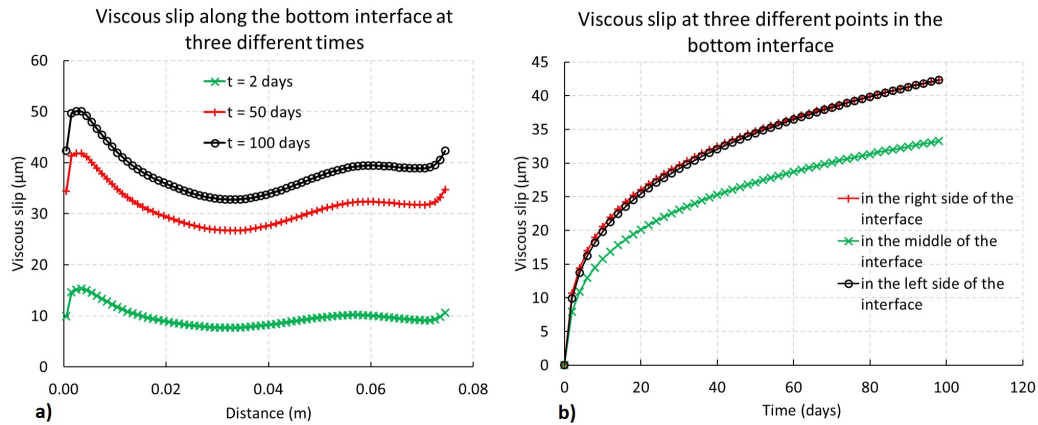 Viscous slip along the bottom interface at
three different times
60
50
40
30
20
10
0
Viscous slip (µm)
t = 2 days
t = 50 days
t = 100 days
0.00
0.02
0.04
0.06
0.08
Distance (m)
a)
Viscous slip at three different points in the
bottom interface
45
40
35
30
25
20
15
10
5
0
Viscous slip (µm)
in the right side of the
interface
in the middle of the
interface
in the left side of the
interface
0
20
40
60
80
100
120
Time (days)
b)